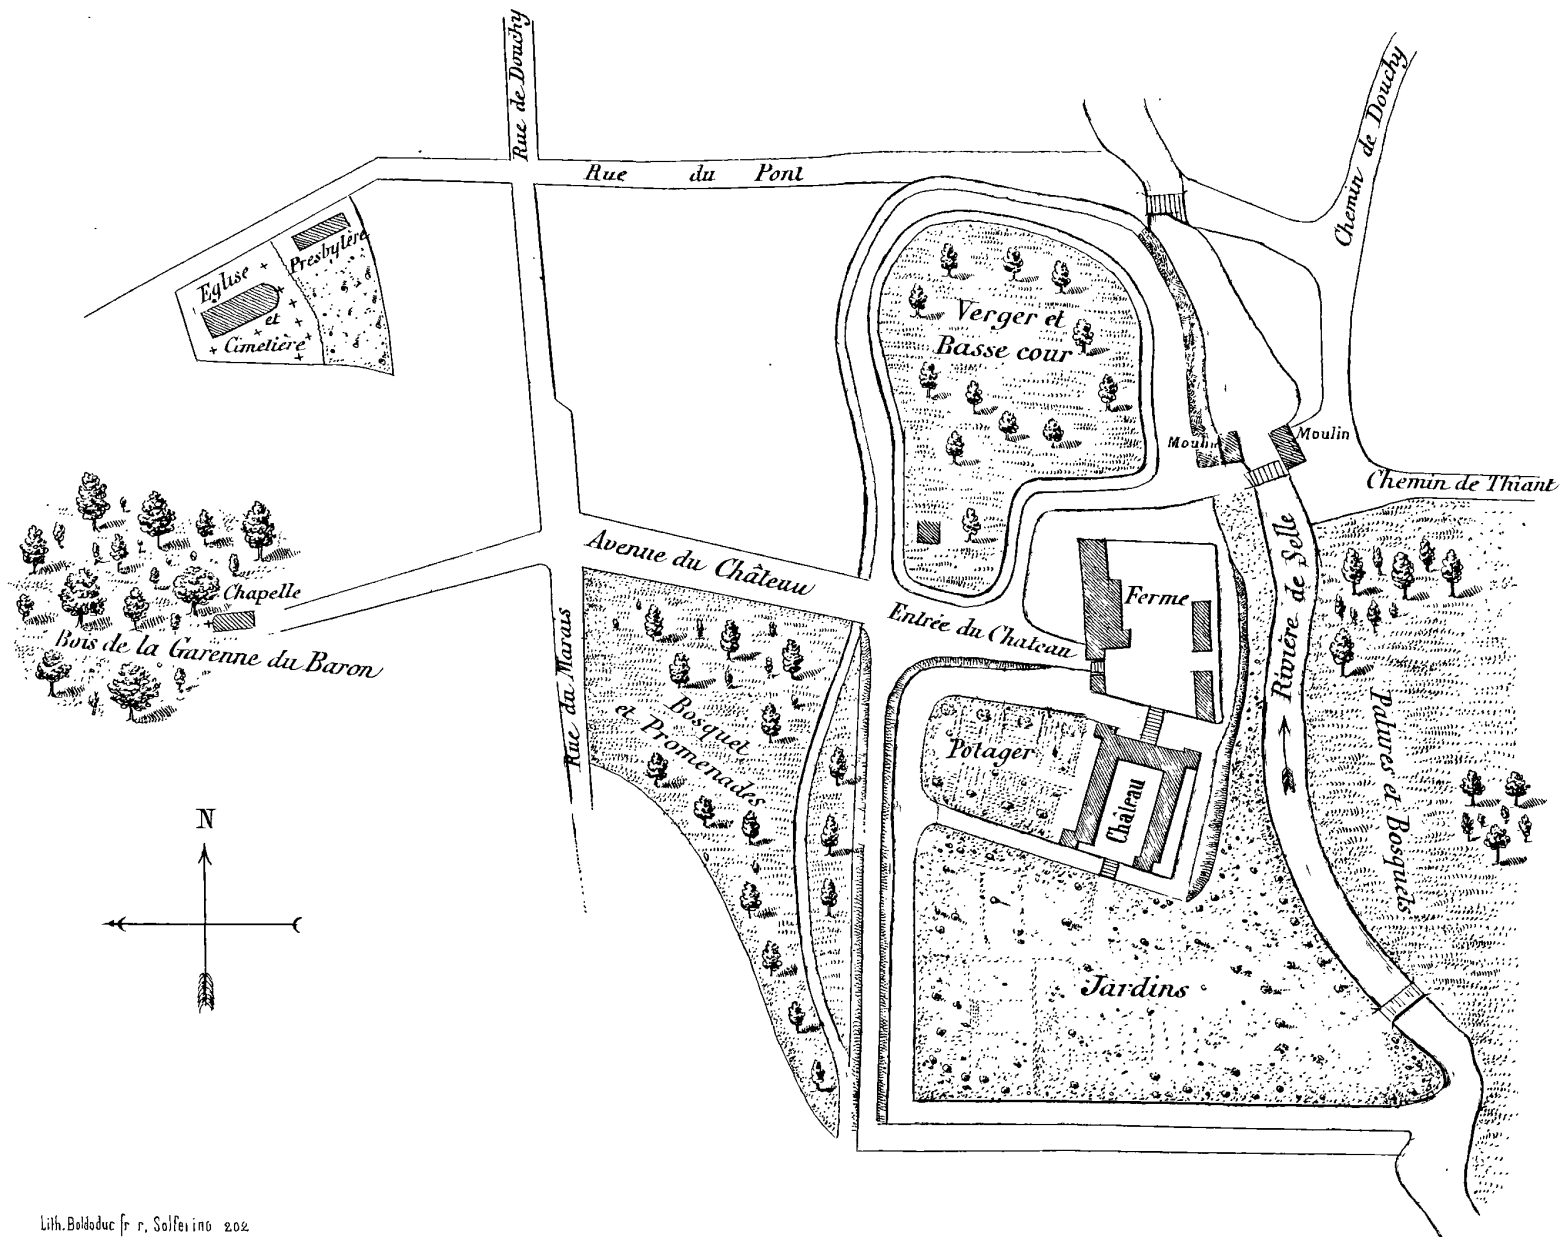 Rue de Douchy
Chemin de Douchy
Rue du Pont
Presbytère
Eglise
et
Cimetière
Verger et
Basse cour
Moulin
Moulin
Chemin de Thiant
Avenue du Château
Chapelle
Bois de la Garenne du Baron
Ferme
Entrée du Chateau
Rivière de Selle
Rue du Marais
Bosquet
et Promenades
Potager
Château
Patures et Bosquets
N
Jardins
Lith. Boldoduc fr r. Solferino 202